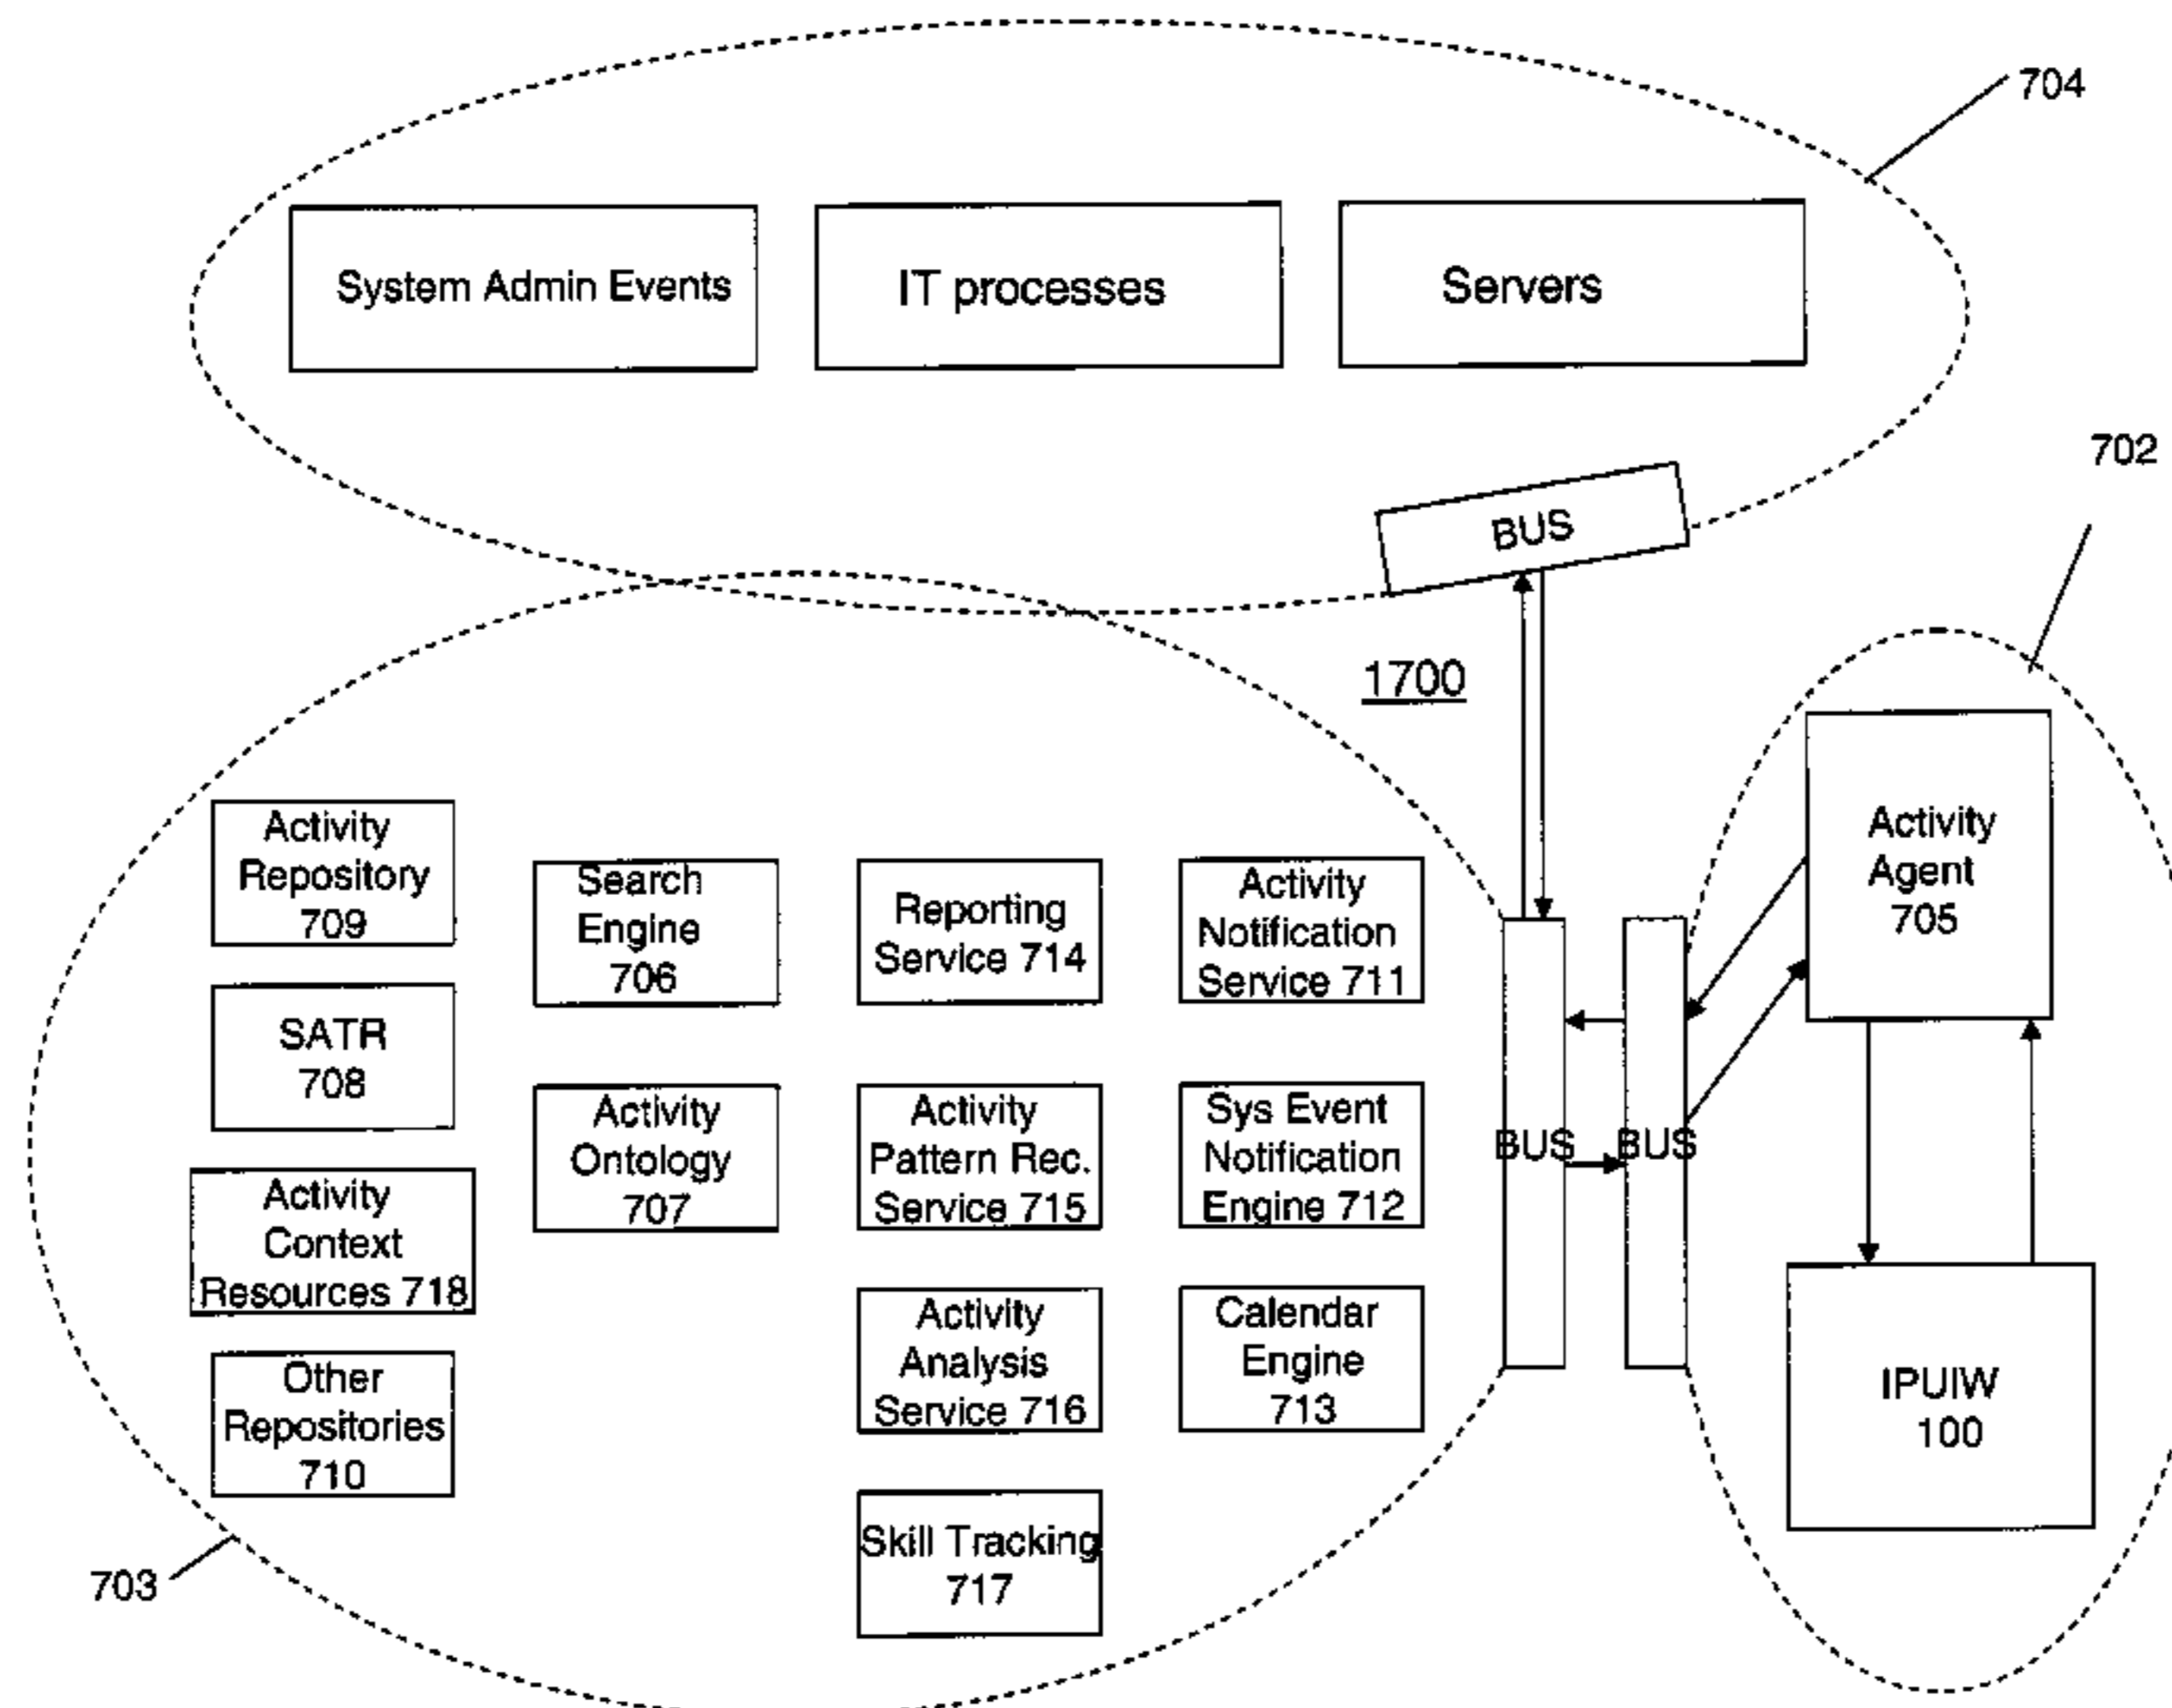 704
System Admin Events
IT processes
Servers
702
BUS
1700
Activity
Repository
709
Search
Engine
706
Reporting
Service 714
Activity
Notification
Service 711
Activity
Agent
705
SATR
708
Activity
Ontology
707
Activity
Pattern Rec.
Service 715
Sys Event
Notification
Engine 712
BUS
BUS
Activity
Context
Resources 718
Activity
Analysis
Service 716
Calendar
Engine
713
IPUIW
100
Other
Repositories
710
Skill Tracking
717
703